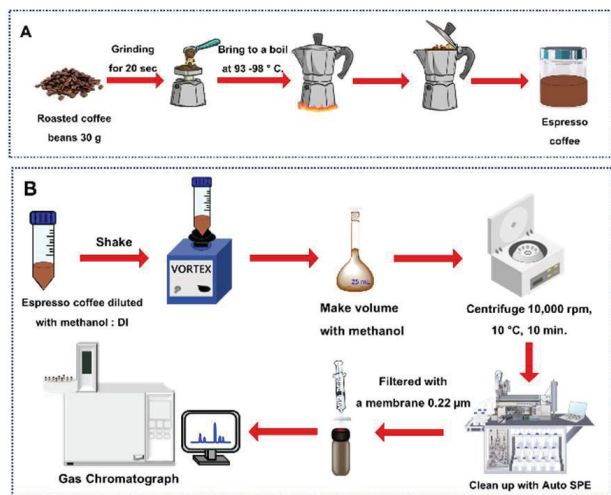 A
Grinding
for 20 sec
Bring to a boil
at 93 -98 ° C.
Roasted coffee
beans 30 g
Espresso
coffee
B
Shake
VORTEX
25 mL
Espresso coffee diluted
with methanol : DI
Make volume
with methanol
Centrifuge 10,000 rpm,
10 °C, 10 min.
Filtered with
a membrane 0.22 µm
Gas Chromatograph
Clean up with Auto SPE